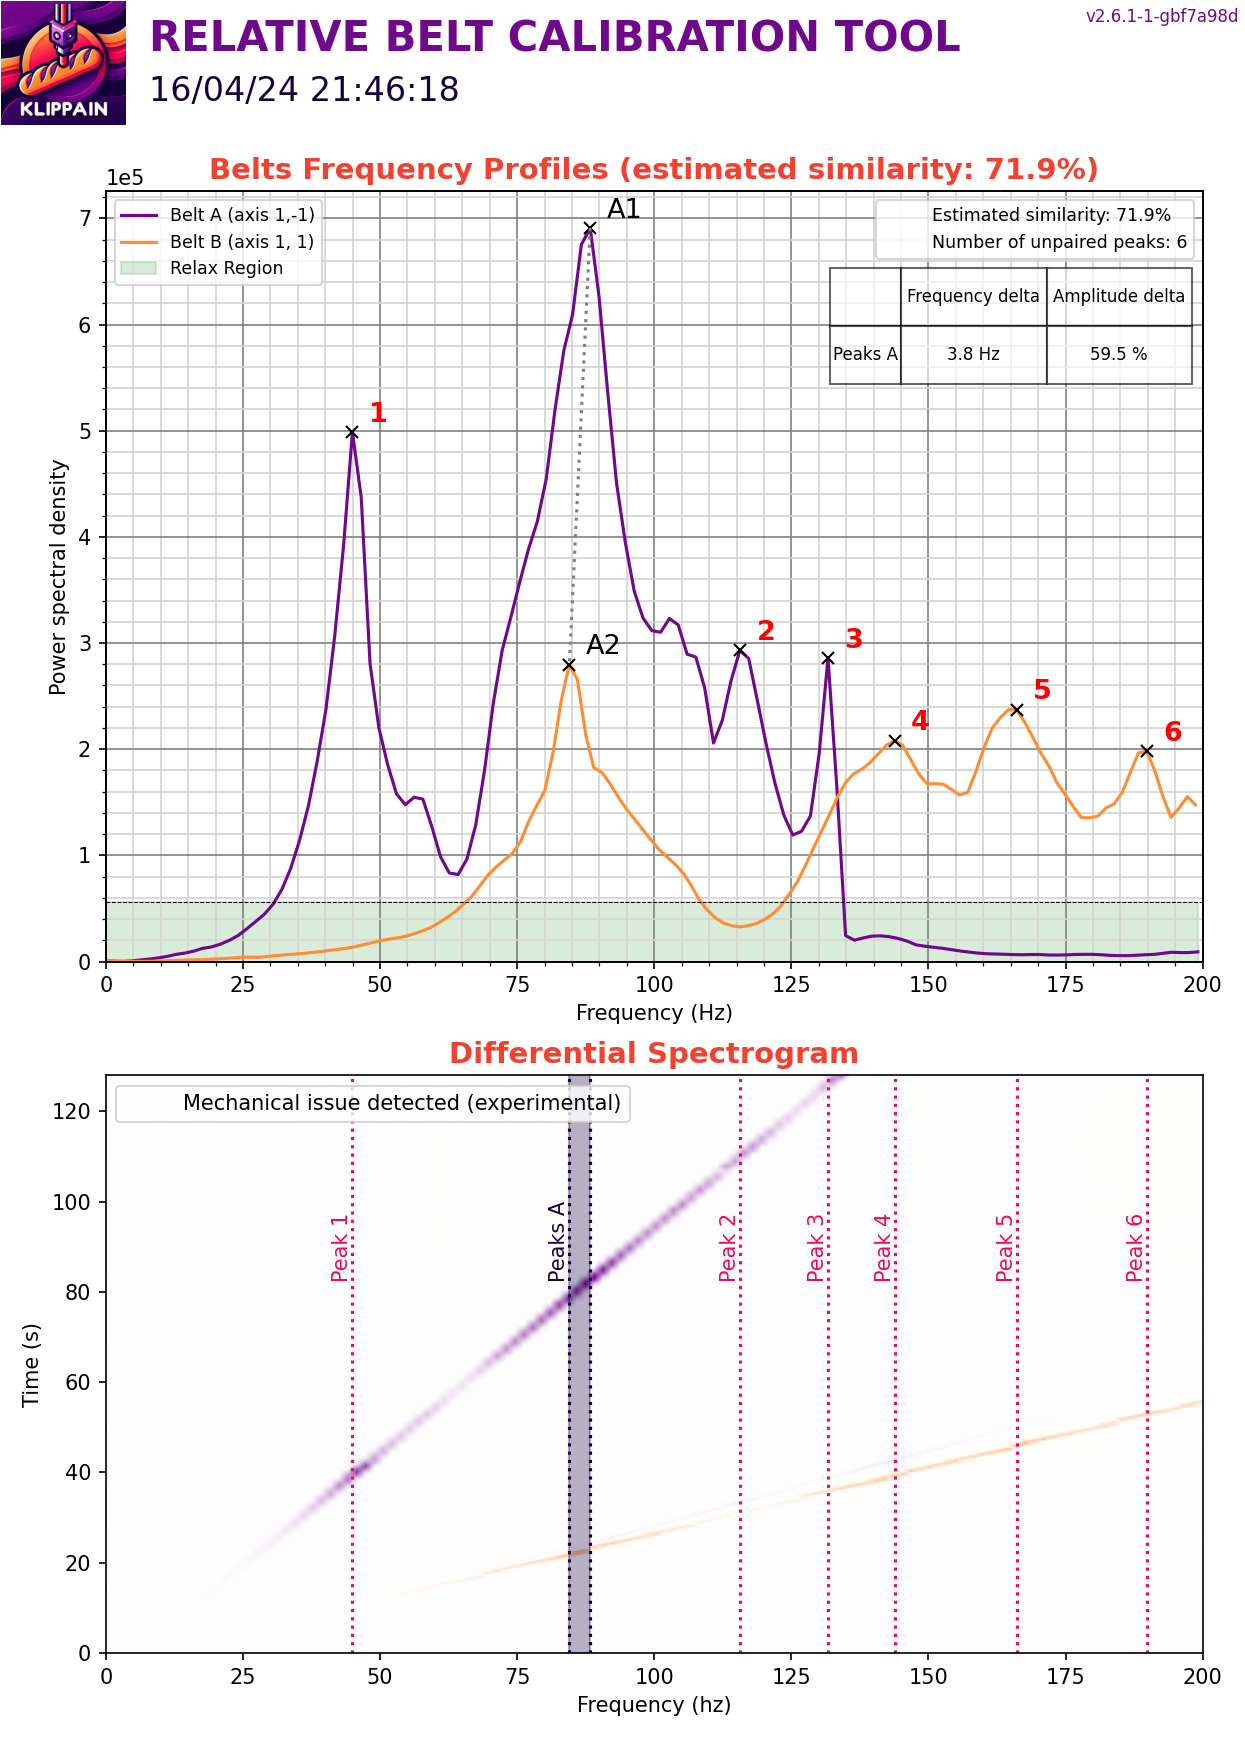 v2.6.1-1-gbf7a98d
RELATIVE BELT CALIBRATION TOOL
16/04/24 21:46:18
KLIPPAIN
Belts Frequency Profiles (estimated similarity: 71.9%)
1e5
Belt A (axis 1,-1)
Belt B (axis 1, 1)
Relax Region
Estimated similarity: 71.9%
Number of unpaired peaks: 6
Frequency delta Amplitude delta
Peaks A 3.8 Hz 59.5 %
A1
A2
1
2
3
4
5
6
7
6
5
4
3
2
1
0
Power spectral density
0 25 50 75 100 125 150 175 200
Frequency (Hz)
Differential Spectrogram
Mechanical issue detected (experimental)
Peak 1
Peaks A
Peak 2
Peak 3
Peak 4
Peak 5
Peak 6
120
100
80
60
40
20
0
Time (s)
0 25 50 75 100 125 150 175 200
Frequency (hz)